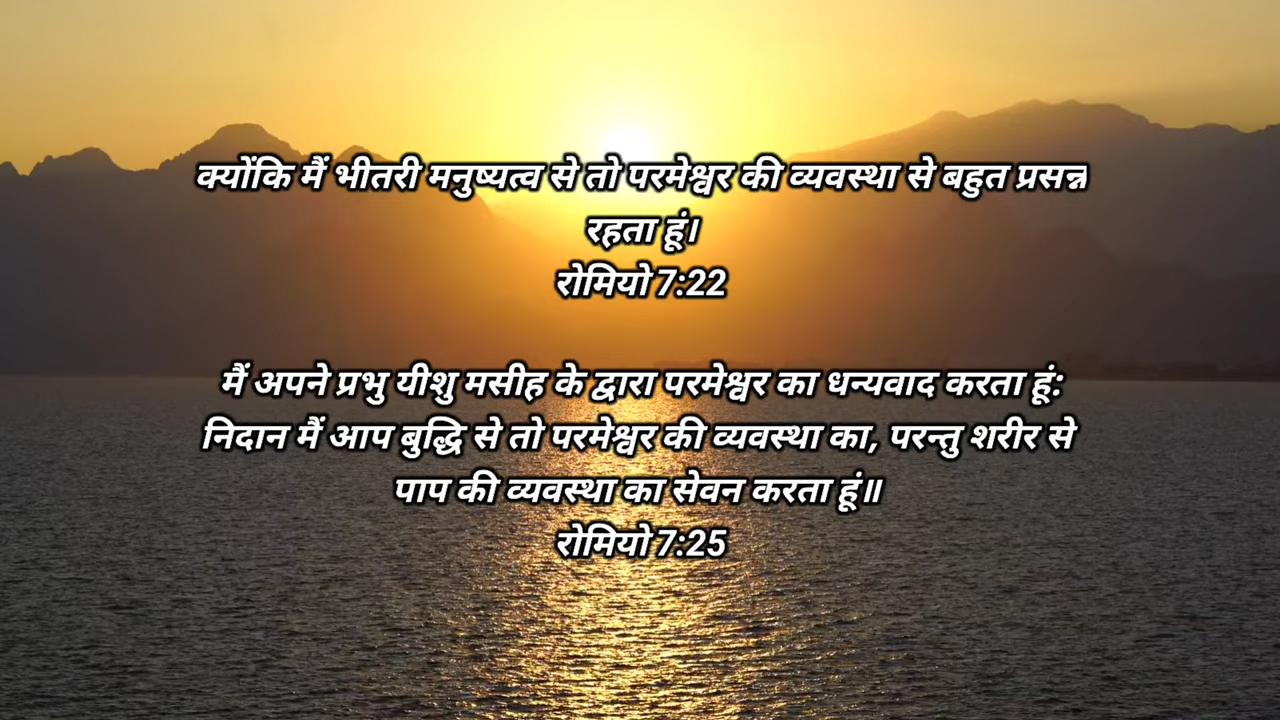 क्योंकि मैं भीतरी मनुष्यत्व से तो परमेश्वर की व्यवस्था से बहुत प्रसन्न
रहता हूं।
रोमियो 7:22
मैं अपने प्रभु यीशु मसीह के द्वारा परमेश्वर का धन्यवाद करता हूं:
निदान मैं आप बुद्धि से तो परमेश्वर की व्यवस्था का, परन्तु शरीर से
पाप की व्यवस्था का सेवन करता हूं॥
रोमियो 7:25